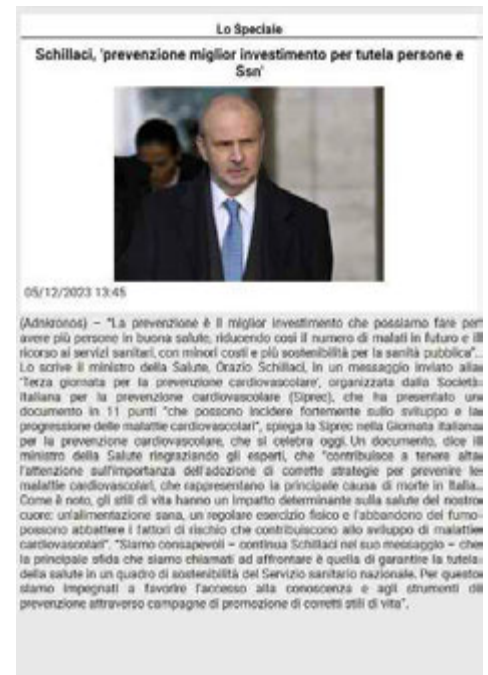 Lo Speciale
Schillaci, 'prevenzione miglior investimento per tutela persone e
Ssn'
05/12/2023 13:45
(Adnkronos) – "La prevenzione è il miglior investimento che possiamo fare per
avere più persone in buona salute, riducendo così il numero di malati in futuro e il
ricorso ai servizi sanitari, con minori costi e più sostenibilità per la sanità pubblica".
Lo scrive il ministro della Salute, Orazio Schillaci, in un messaggio inviato alla
'Terza giornata per la prevenzione cardiovascolare', organizzata dalla Società
italiana per la prevenzione cardiovascolare (Siprec), che ha presentato un
documento in 11 punti "che possono incidere fortemente sullo sviluppo e la
progressione delle malattie cardiovascolari", spiega la Siprec nella Giornata italiana
per la prevenzione cardiovascolare, che si celebra oggi. Un documento, dice il
ministro della Salute ringraziando gli esperti, che "contribuisce a tenere alta
l'attenzione sull'importanza dell'adozione di corrette strategie per prevenire le
malattie cardiovascolari, che rappresentano la principale causa di morte in Italia.
Come è noto, gli stili di vita hanno un impatto determinante sulla salute del nostro
cuore: un'alimentazione sana, un regolare esercizio fisico e l'abbandono del fumo
possono abbattere i fattori di rischio che contribuiscono allo sviluppo di malattie
cardiovascolari". "Siamo consapevoli – continua Schillaci nel suo messaggio – che
la principale sfida che siamo chiamati ad affrontare è quella di garantire la tutela
della salute in un quadro di sostenibilità del Servizio sanitario nazionale. Per questo
siamo impegnati a favorire l'accesso alla conoscenza e agli strumenti di
prevenzione attraverso campagne di promozione di corretti stili di vita".